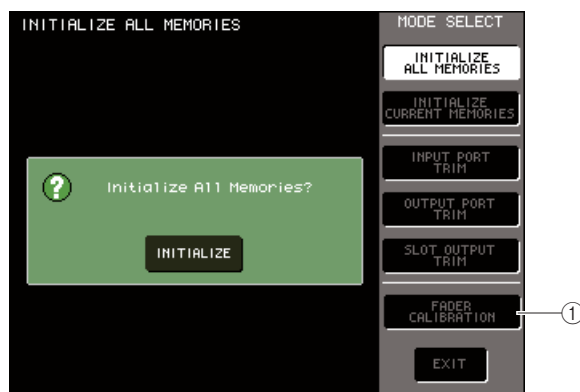 INITIALIZE ALL MEMORIES
MODE SELECT
INITIALIZE
ALL MEMORIES
INITIALIZE
CURRENT MEMORIES
INPUT PORT
TRIM
OUTPUT PORT
TRIM
SLOT OUTPUT
TRIM
FADER
CALIBRATION
EXIT
?
Initialize All Memories?
INITIALIZE
①